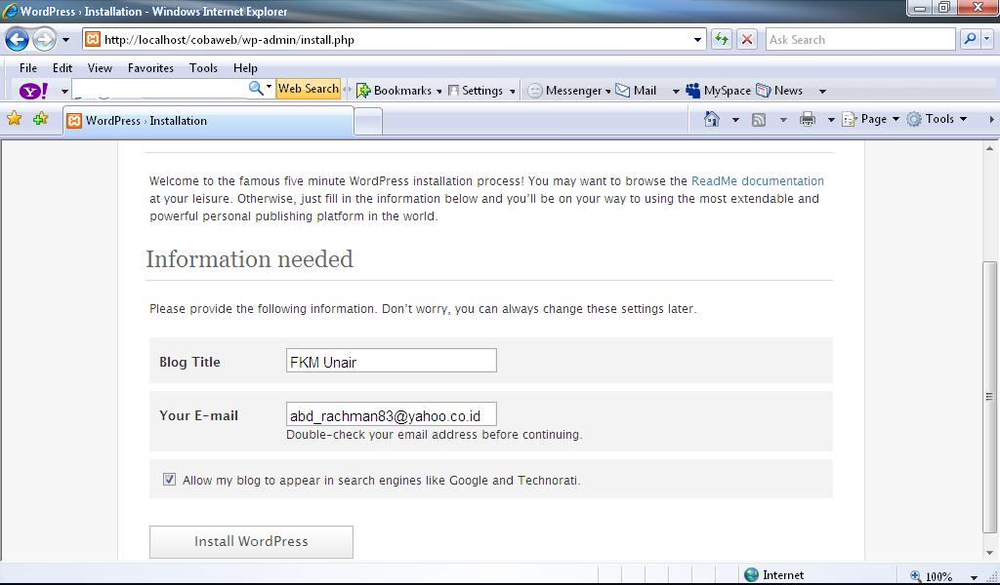 WordPress › Installation - Windows Internet Explorer
http://localhost/cobaweb/wp-admin/install.php
Ask Search
File Edit View Favorites Tools Help
Y! Web Search Bookmarks Settings Messenger Mail MySpace News
WordPress › Installation
Page Tools
Welcome to the famous five minute WordPress installation process! You may want to browse the ReadMe documentation
at your leisure. Otherwise, just fill in the information below and you'll be on your way to using the most extendable and
powerful personal publishing platform in the world.
Information needed
Please provide the following information. Don't worry, you can always change these settings later.
Blog Title FKM Unair
Your E-mail abd_rachman83@yahoo.co.id
Double-check your email address before continuing.
Allow my blog to appear in search engines like Google and Technorati.
Install WordPress
Internet 100%